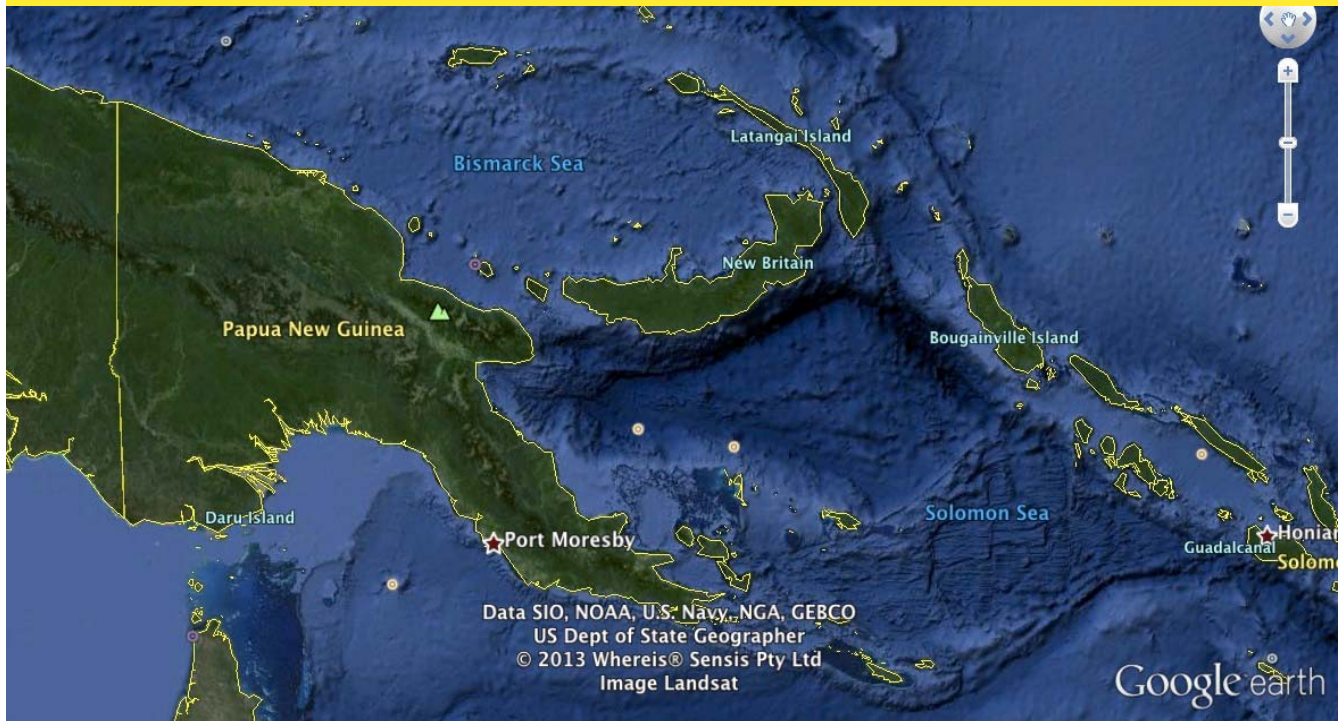 Latangai Island
Bismarck Sea
New Britain
Papua New Guinea
Bougainville Island
Daru Island
Solomon Sea
Port Moresby
Honiar
Guadalcanal
Solomo
Data SIO, NOAA, U.S. Navy, NGA, GEBCO
US Dept of State Geographer
© 2013 Whereis® Sensis Pty Ltd
Image Landsat
Google earth